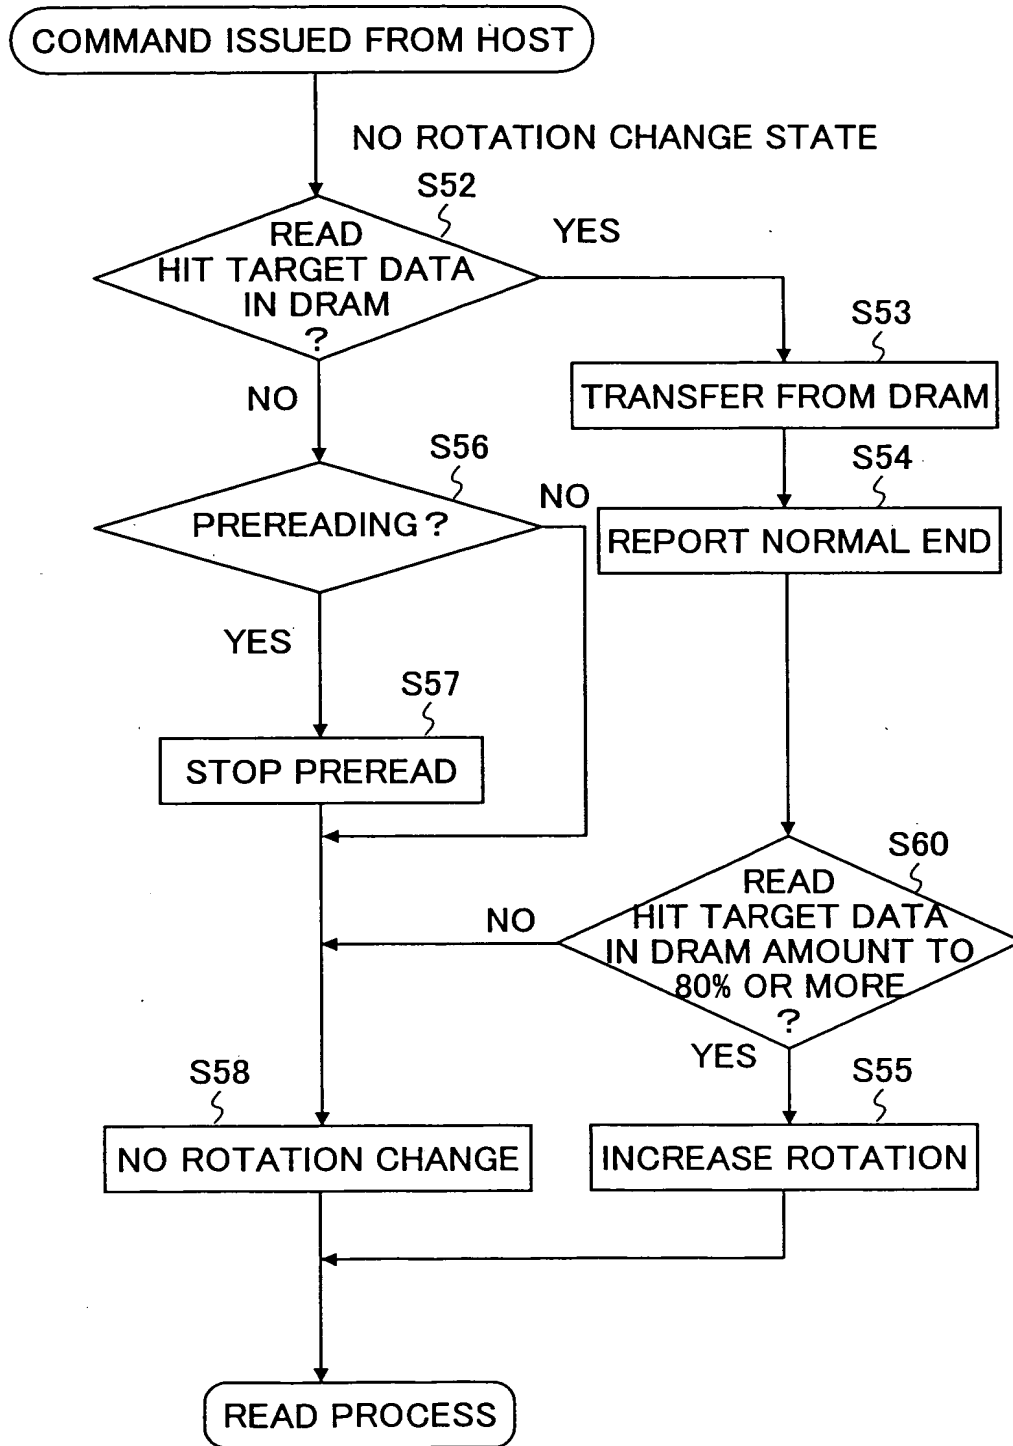 COMMAND ISSUED FROM HOST
NO ROTATION CHANGE STATE
S52
READ
HIT TARGET DATA
IN DRAM
?
YES
NO
S53
TRANSFER FROM DRAM
S54
REPORT NORMAL END
S56
PREREADING?
NO
YES
S57
STOP PREREAD
S60
READ
HIT TARGET DATA
IN DRAM AMOUNT TO
80% OR MORE
?
NO
YES
S58
NO ROTATION CHANGE
S55
INCREASE ROTATION
READ PROCESS